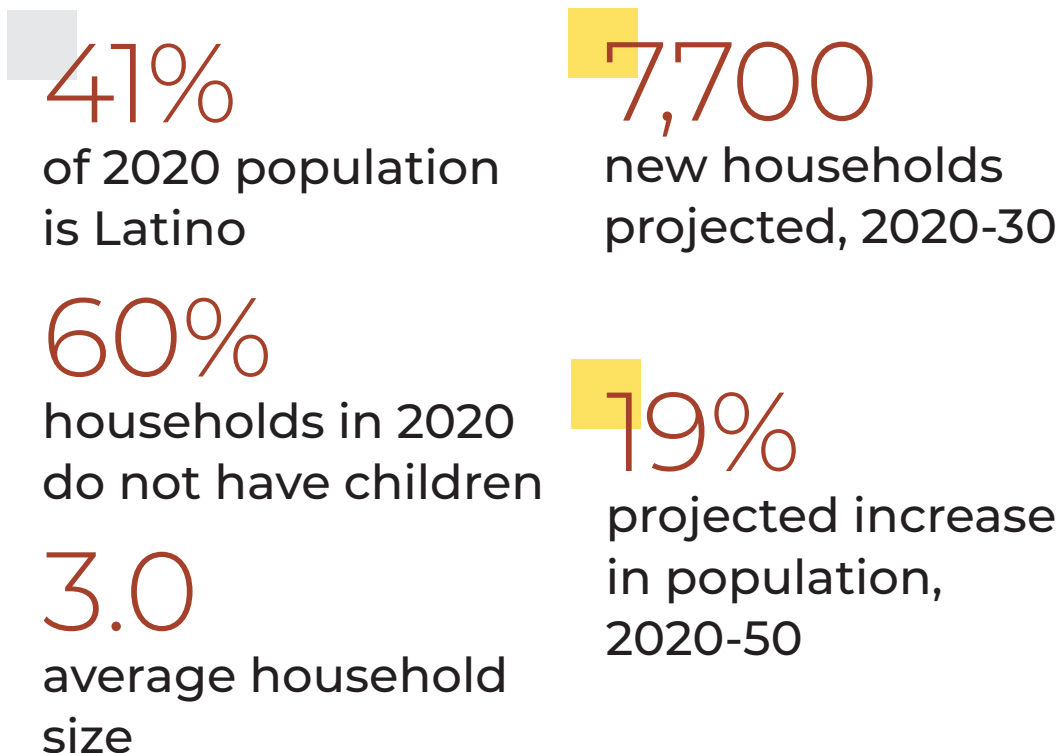 41%
of 2020 population
is Latino
60%
households in 2020
do not have children
3.0
average household
size
7,700
new households
projected, 2020-30
19%
projected increase
in population,
2020-50